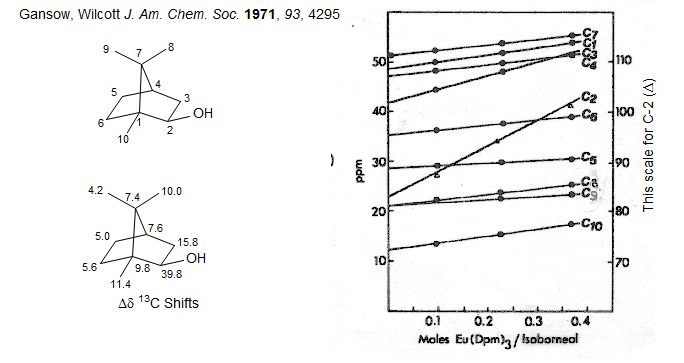 Gansow, Wilcott J. Am. Chem. Soc. 1971, 93, 4295
9
7
8
5
4
3
OH
6
1
2
10
4.2
7.4
10.0
5.0
7.6
15.8
OH
5.6
9.8
39.8
11.4
Δδ ¹³C Shifts
)
ppm
50
40
30
20
10
C7
C1
C3
C4
C2
C6
C5
C8
C9
C10
110
100
90
80
70
This scale for C-2 (Δ)
0.1 0.2 0.3 0.4
Moles Eu(Dpm)₃/Isoborneol